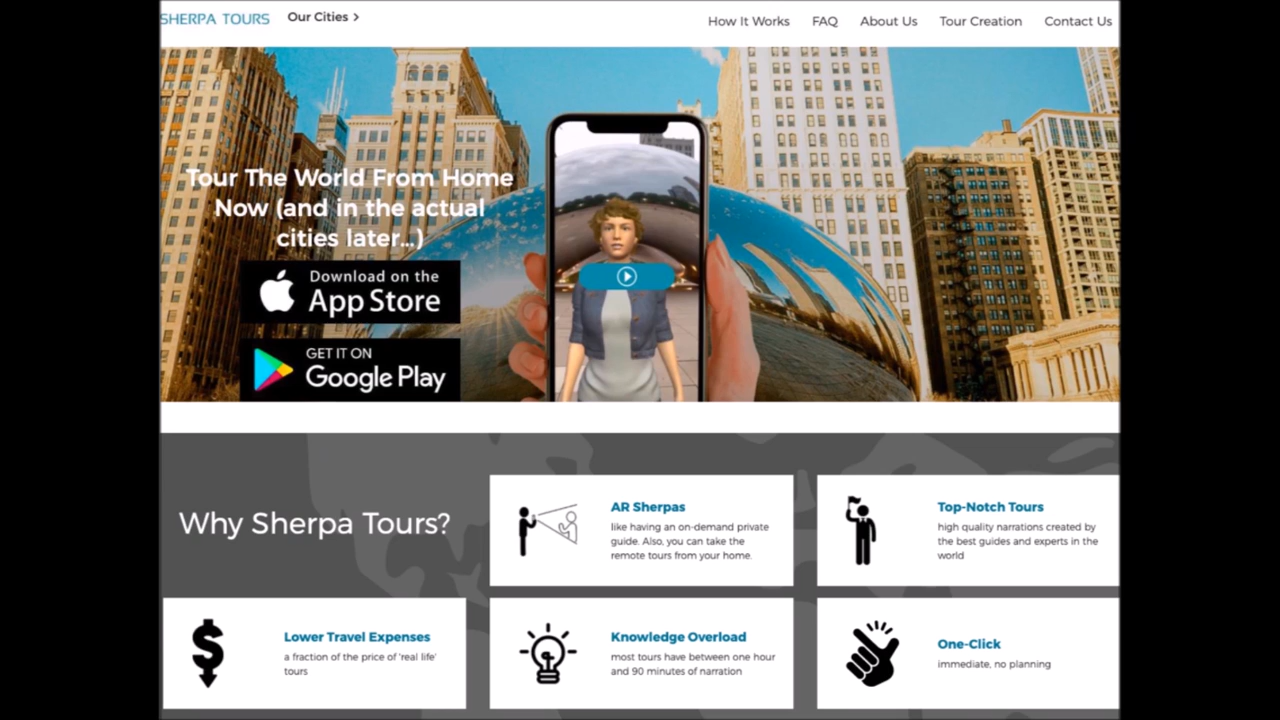 SHERPA TOURS
Our Cities >
How It Works
FAQ
About Us
Tour Creation
Contact Us
Tour The World From Home
Now (and in the actual
cities later...)
Download on the
App Store
GET IT ON
Google Play
Why Sherpa Tours?
AR Sherpas
like having an on-demand private
guide. Also, you can take the
remote tours from your home.
Top-Notch Tours
high quality narrations created by
the best guides and experts in the
world
Lower Travel Expenses
a fraction of the price of 'real life'
tours
Knowledge Overload
most tours have between one hour
and 90 minutes of narration
One-Click
immediate, no planning